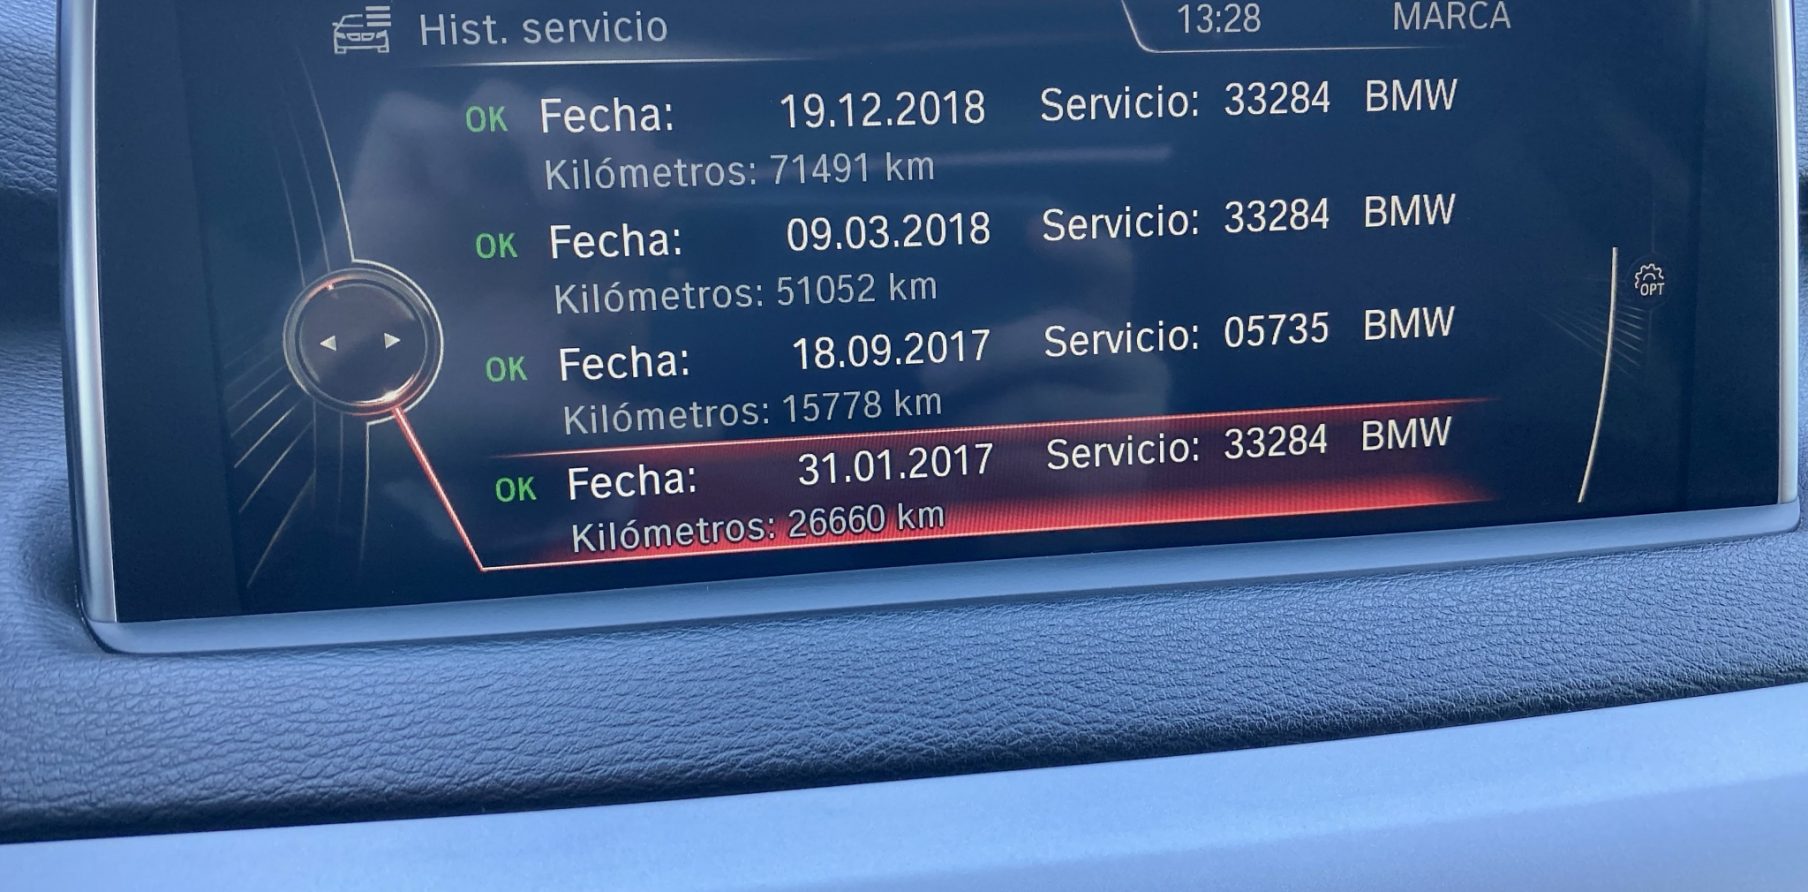 Hist. servicio 13:28 MARCA
OK Fecha: 19.12.2018 Servicio: 33284 BMW
Kilómetros: 71491 km
OK Fecha: 09.03.2018 Servicio: 33284 BMW
Kilómetros: 51052 km
OK Fecha: 18.09.2017 Servicio: 05735 BMW
Kilómetros: 15778 km
OK Fecha: 31.01.2017 Servicio: 33284 BMW
Kilómetros: 26660 km
OPT